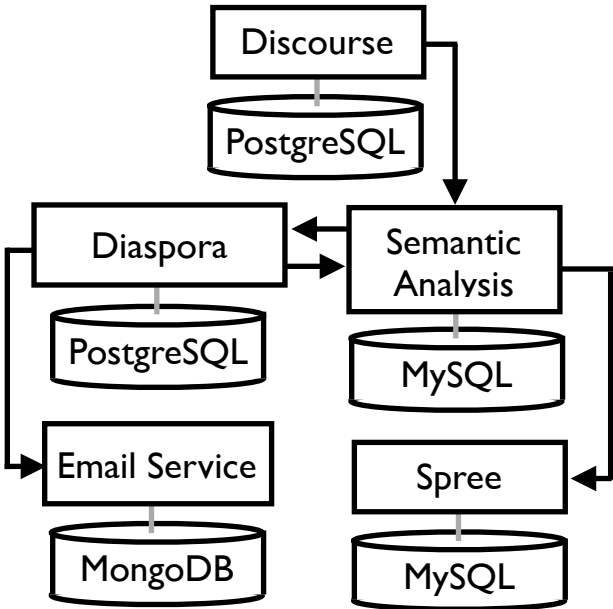 Discourse
PostgreSQL
Diaspora
Semantic
Analysis
PostgreSQL
MySQL
Email Service
Spree
MongoDB
MySQL